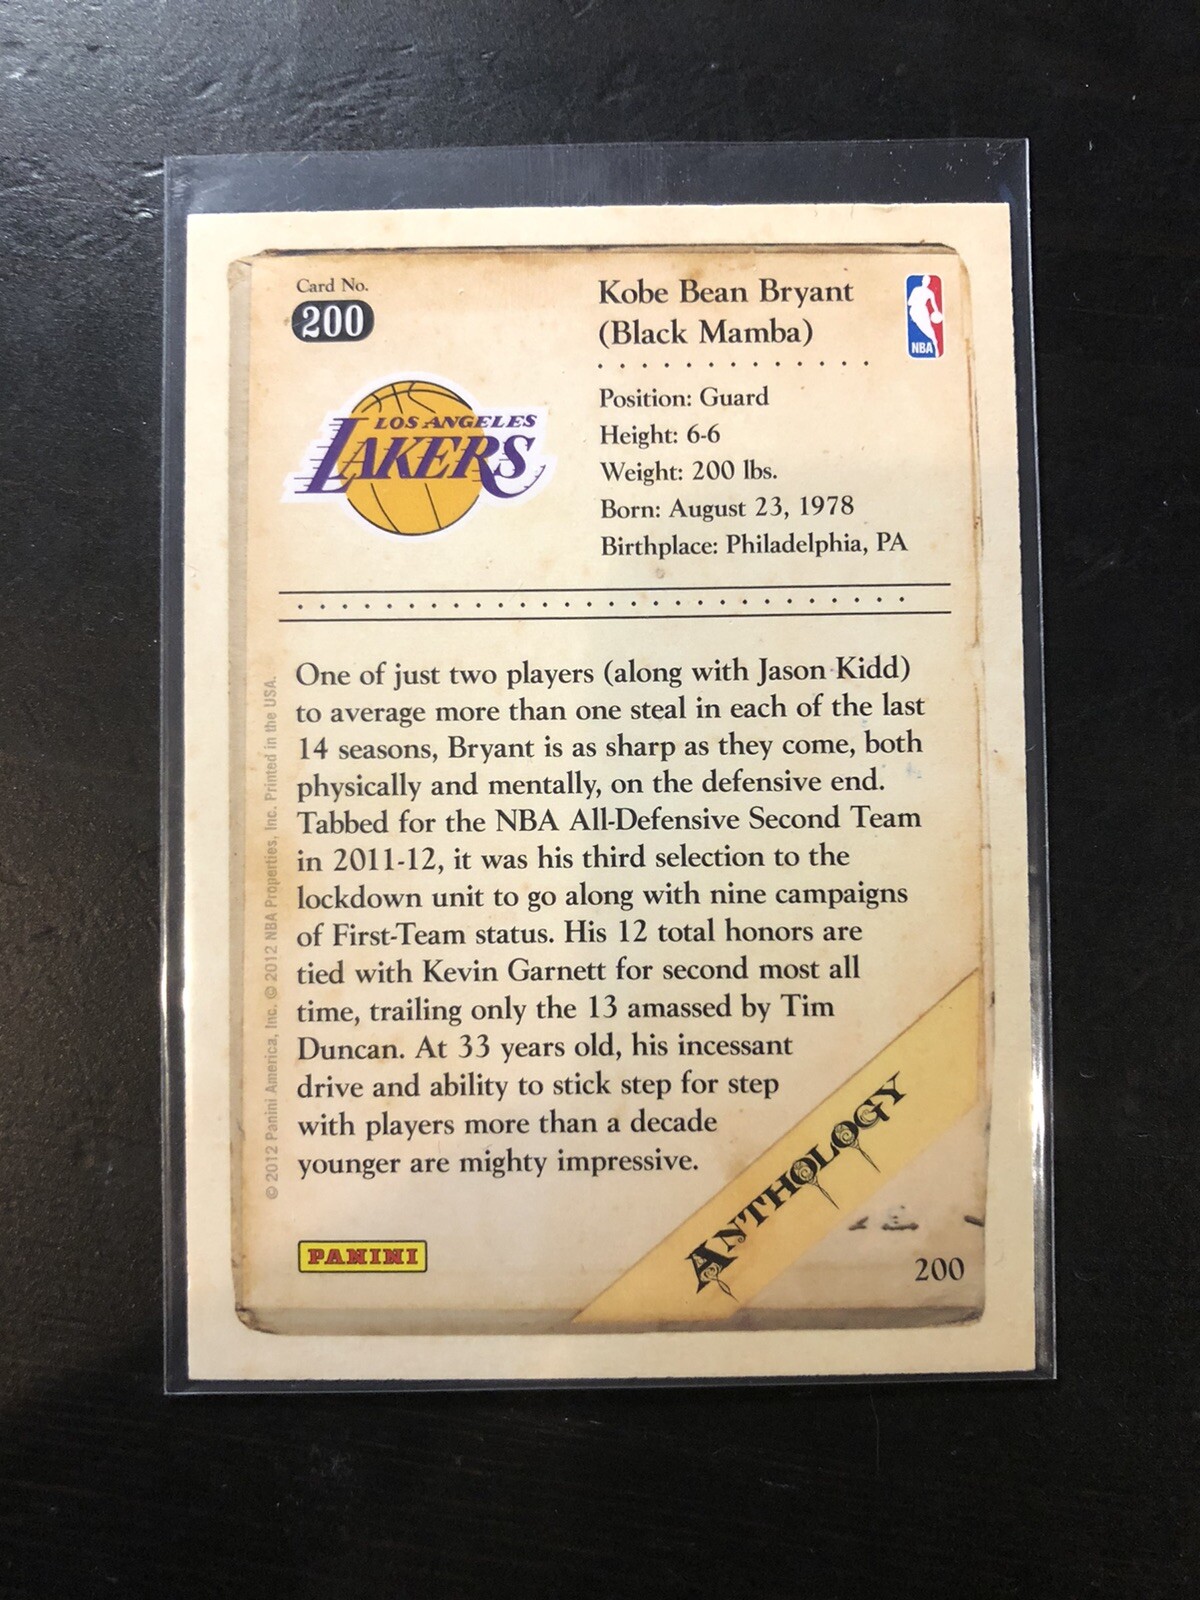 Card No.
200
Kobe Bean Bryant
(Black Mamba)
NBA
LOS ANGELES
LAKERS
Position: Guard
Height: 6-6
Weight: 200 lbs.
Born: August 23, 1978
Birthplace: Philadelphia, PA
One of just two players (along with Jason Kidd)
to average more than one steal in each of the last
14 seasons, Bryant is as sharp as they come, both
physically and mentally, on the defensive end.
Tabbed for the NBA All-Defensive Second Team
in 2011-12, it was his third selection to the
lockdown unit to go along with nine campaigns
of First-Team status. His 12 total honors are
tied with Kevin Garnett for second most all
time, trailing only the 13 amassed by Tim
Duncan. At 33 years old, his incessant
drive and ability to stick step for step
with players more than a decade
younger are mighty impressive.
© 2012 Panini America, Inc. © 2012 NBA Properties, Inc. Printed in the USA.
ANTHOLOGY
PANINI
200